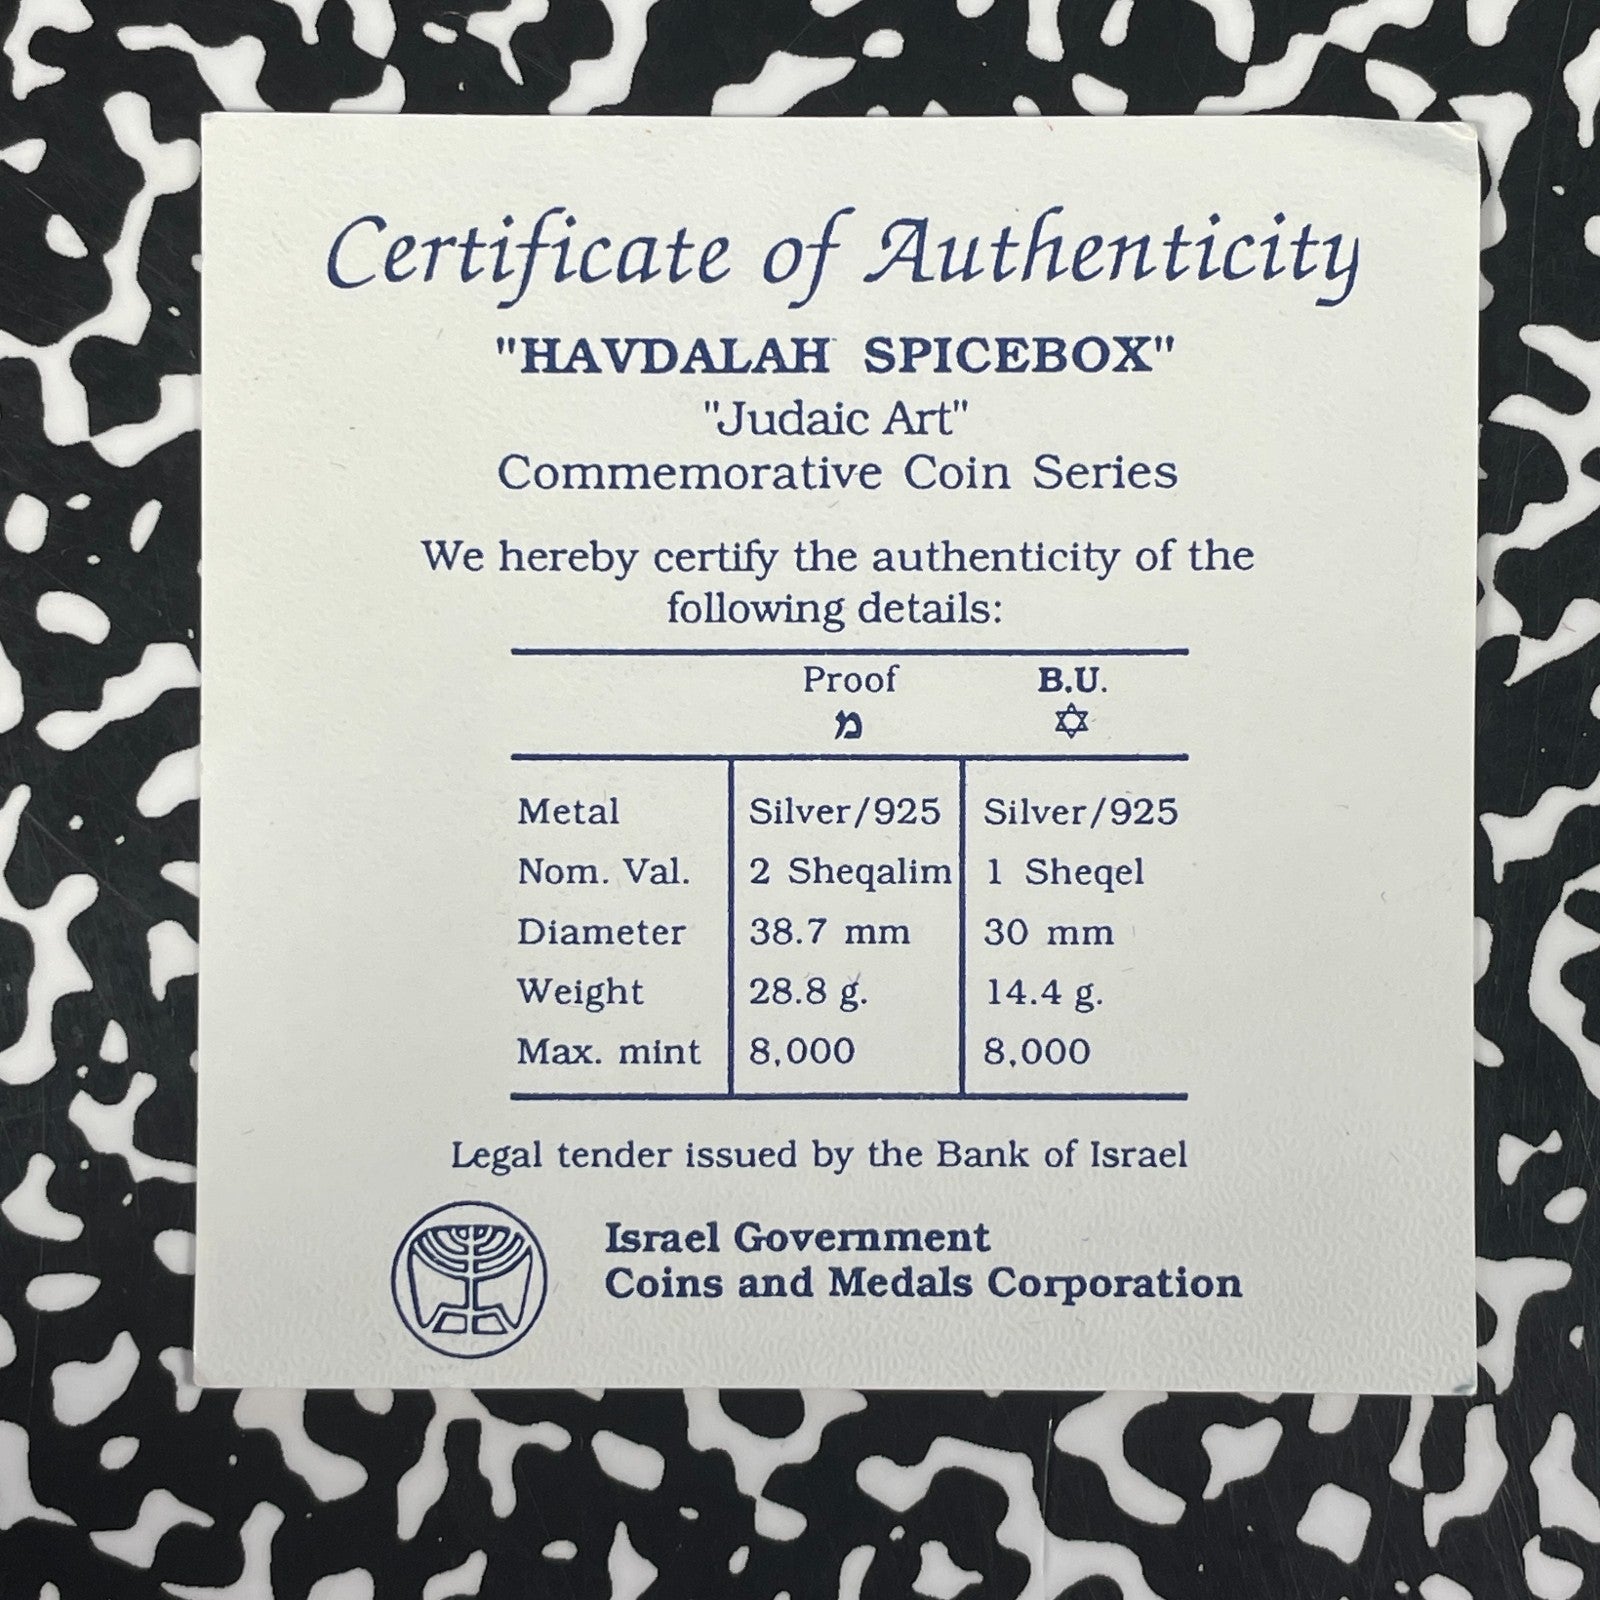 Certificate of Authenticity
"HAVDALAH SPICEBOX"
"Judaic Art"
Commemorative Coin Series
We hereby certify the authenticity of the
following details:
Proof B.U.
מ ✡
Metal Silver/925 Silver/925
Nom. Val. 2 Sheqalim 1 Sheqel
Diameter 38.7 mm 30 mm
Weight 28.8 g. 14.4 g.
Max. mint 8,000 8,000
Legal tender issued by the Bank of Israel
Israel Government
Coins and Medals Corporation